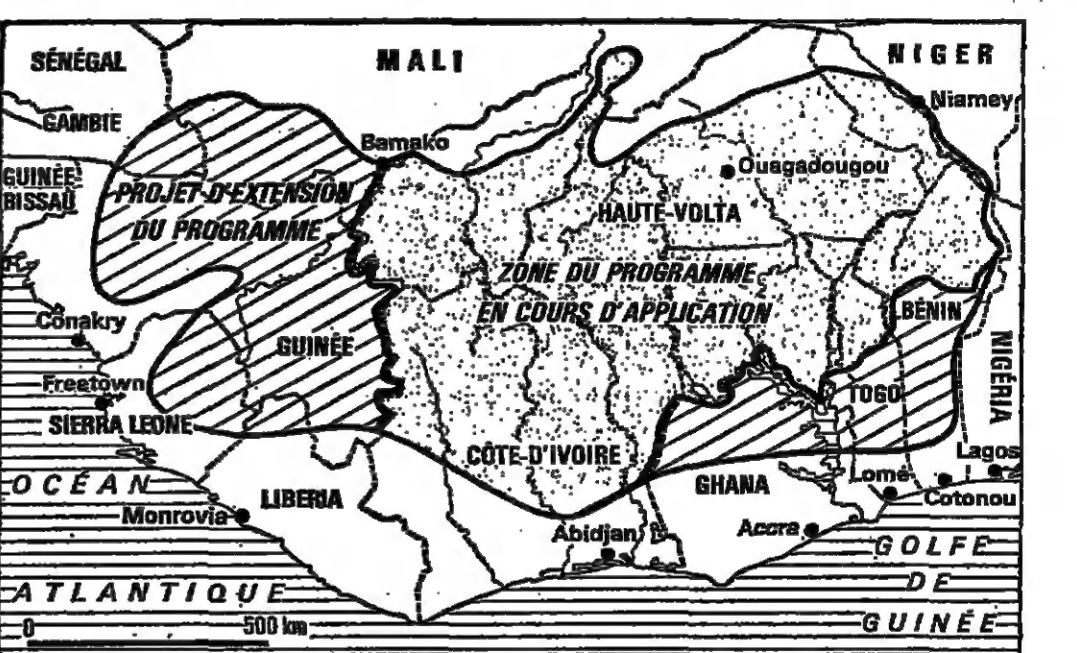 SÉNÉGAL
MALI
NIGER
GAMBIE
Niamey
Bamako
Ouagadougou
GUINÉE
BISSAU
PROJET D'EXTENSION
DU PROGRAMME
HAUTE-VOLTA
ZONE DU PROGRAMME
EN COURS D'APPLICATION
BÉNIN
Conakry
GUINÉE
NIGÉRIA
Freetown
TOGO
SIERRA LEONE
CÔTE-D'IVOIRE
Lagos
OCÉAN
LIBERIA
GHANA
Lomé
Cotonou
Monrovia
Abidjan
Accra
GOLFE
DE
GUINÉE
ATLANTIQUE
0 500 km